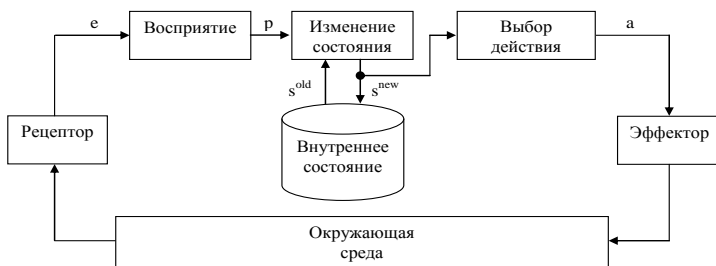 e
Восприятие
p
Изменение
состояния
Выбор
действия
a
s^old
s^new
Рецептор
Внутреннее
состояние
Эффектор
Окружающая
среда